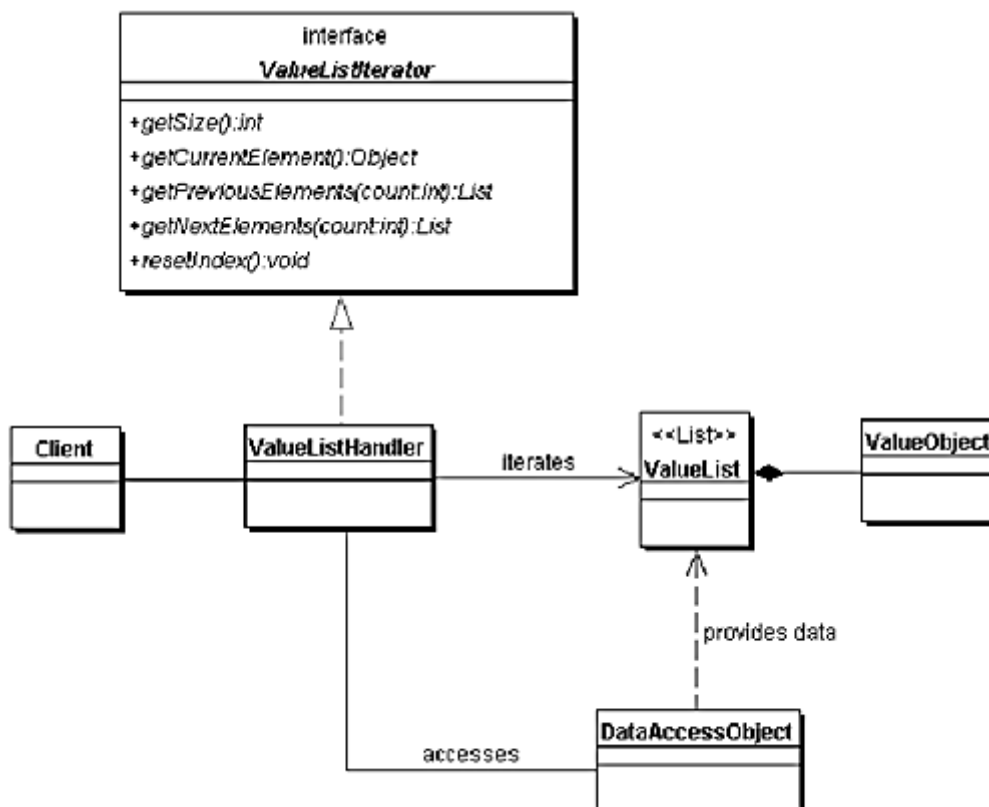 interface
ValueListIterator
+getSize():int
+getCurrentElement():Object
+getPreviousElements(count:int):List
+getNextElements(count:int):List
+resetIndex():void
Client
ValueListHandler
iterates
<<List>>
ValueList
ValueObject
provides data
DataAccessObject
accesses